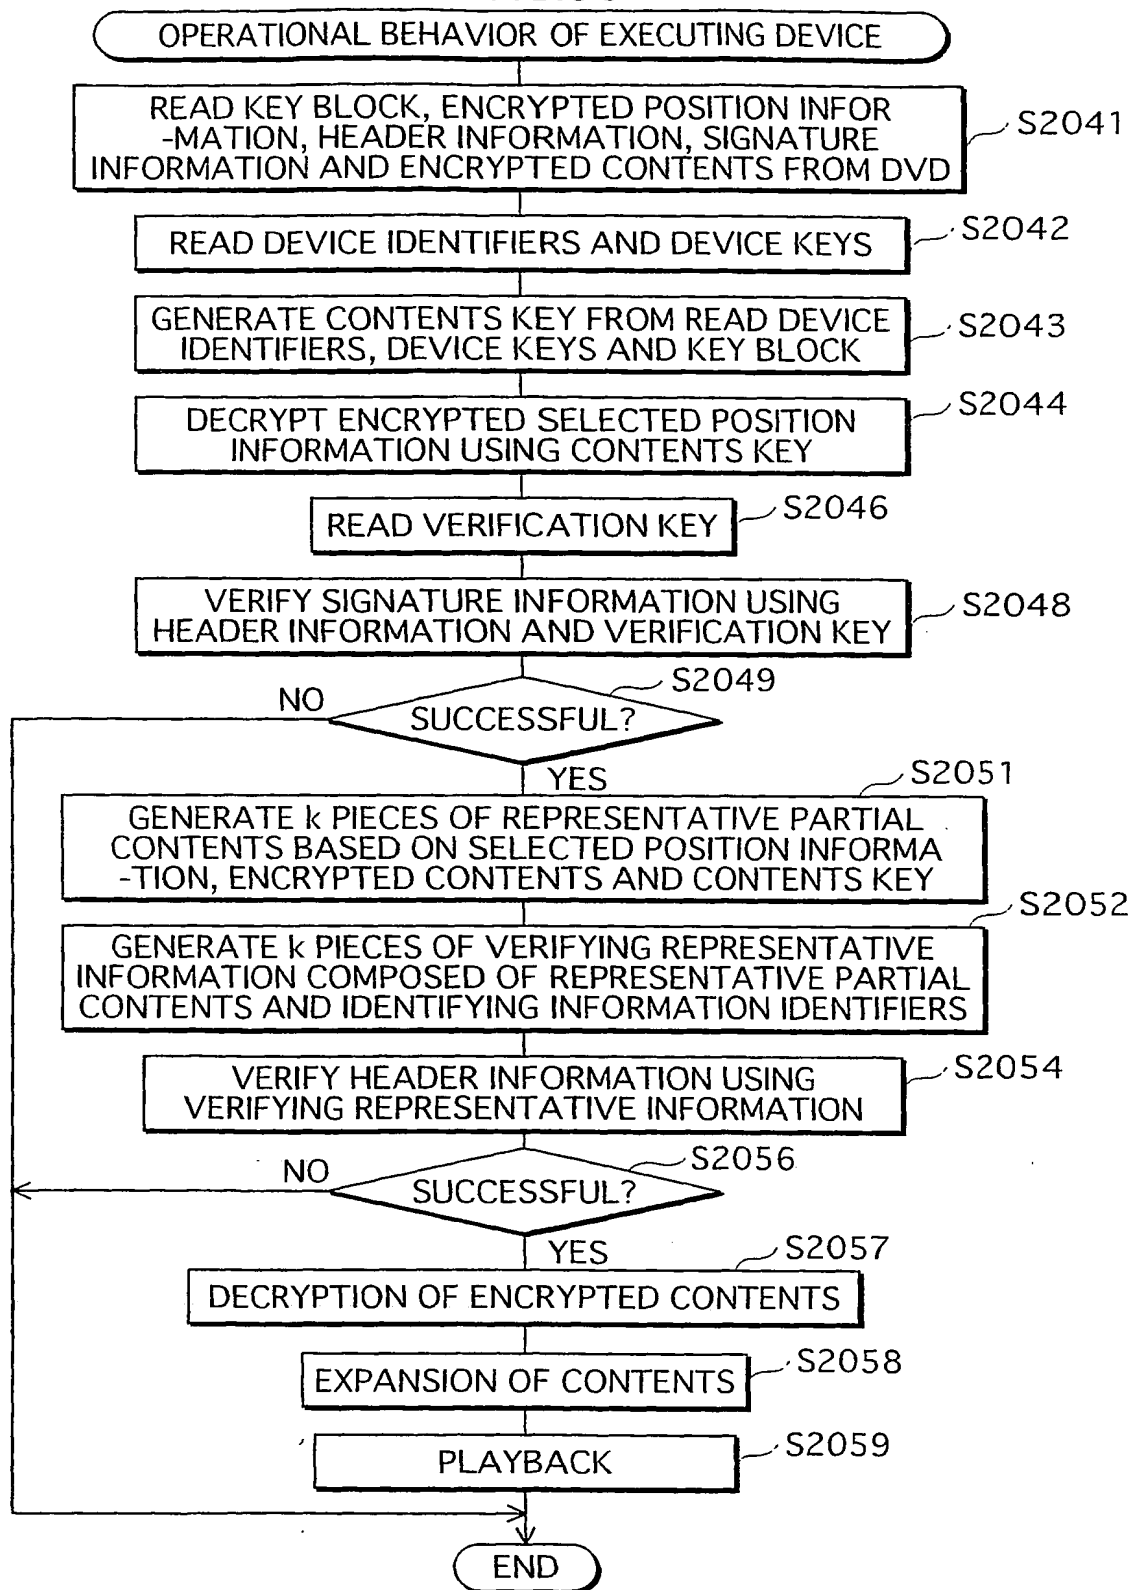 OPERATIONAL BEHAVIOR OF EXECUTING DEVICE
READ KEY BLOCK, ENCRYPTED POSITION INFOR
-MATION, HEADER INFORMATION, SIGNATURE
INFORMATION AND ENCRYPTED CONTENTS FROM DVD
S2041
READ DEVICE IDENTIFIERS AND DEVICE KEYS
S2042
GENERATE CONTENTS KEY FROM READ DEVICE
IDENTIFIERS, DEVICE KEYS AND KEY BLOCK
S2043
DECRYPT ENCRYPTED SELECTED POSITION
INFORMATION USING CONTENTS KEY
S2044
READ VERIFICATION KEY
S2046
VERIFY SIGNATURE INFORMATION USING
HEADER INFORMATION AND VERIFICATION KEY
S2048
SUCCESSFUL?
S2049
NO
YES
GENERATE k PIECES OF REPRESENTATIVE PARTIAL
CONTENTS BASED ON SELECTED POSITION INFORMA
-TION, ENCRYPTED CONTENTS AND CONTENTS KEY
S2051
GENERATE k PIECES OF VERIFYING REPRESENTATIVE
INFORMATION COMPOSED OF REPRESENTATIVE PARTIAL
CONTENTS AND IDENTIFYING INFORMATION IDENTIFIERS
S2052
VERIFY HEADER INFORMATION USING
VERIFYING REPRESENTATIVE INFORMATION
S2054
SUCCESSFUL?
S2056
NO
YES
DECRYPTION OF ENCRYPTED CONTENTS
S2057
EXPANSION OF CONTENTS
S2058
PLAYBACK
S2059
END